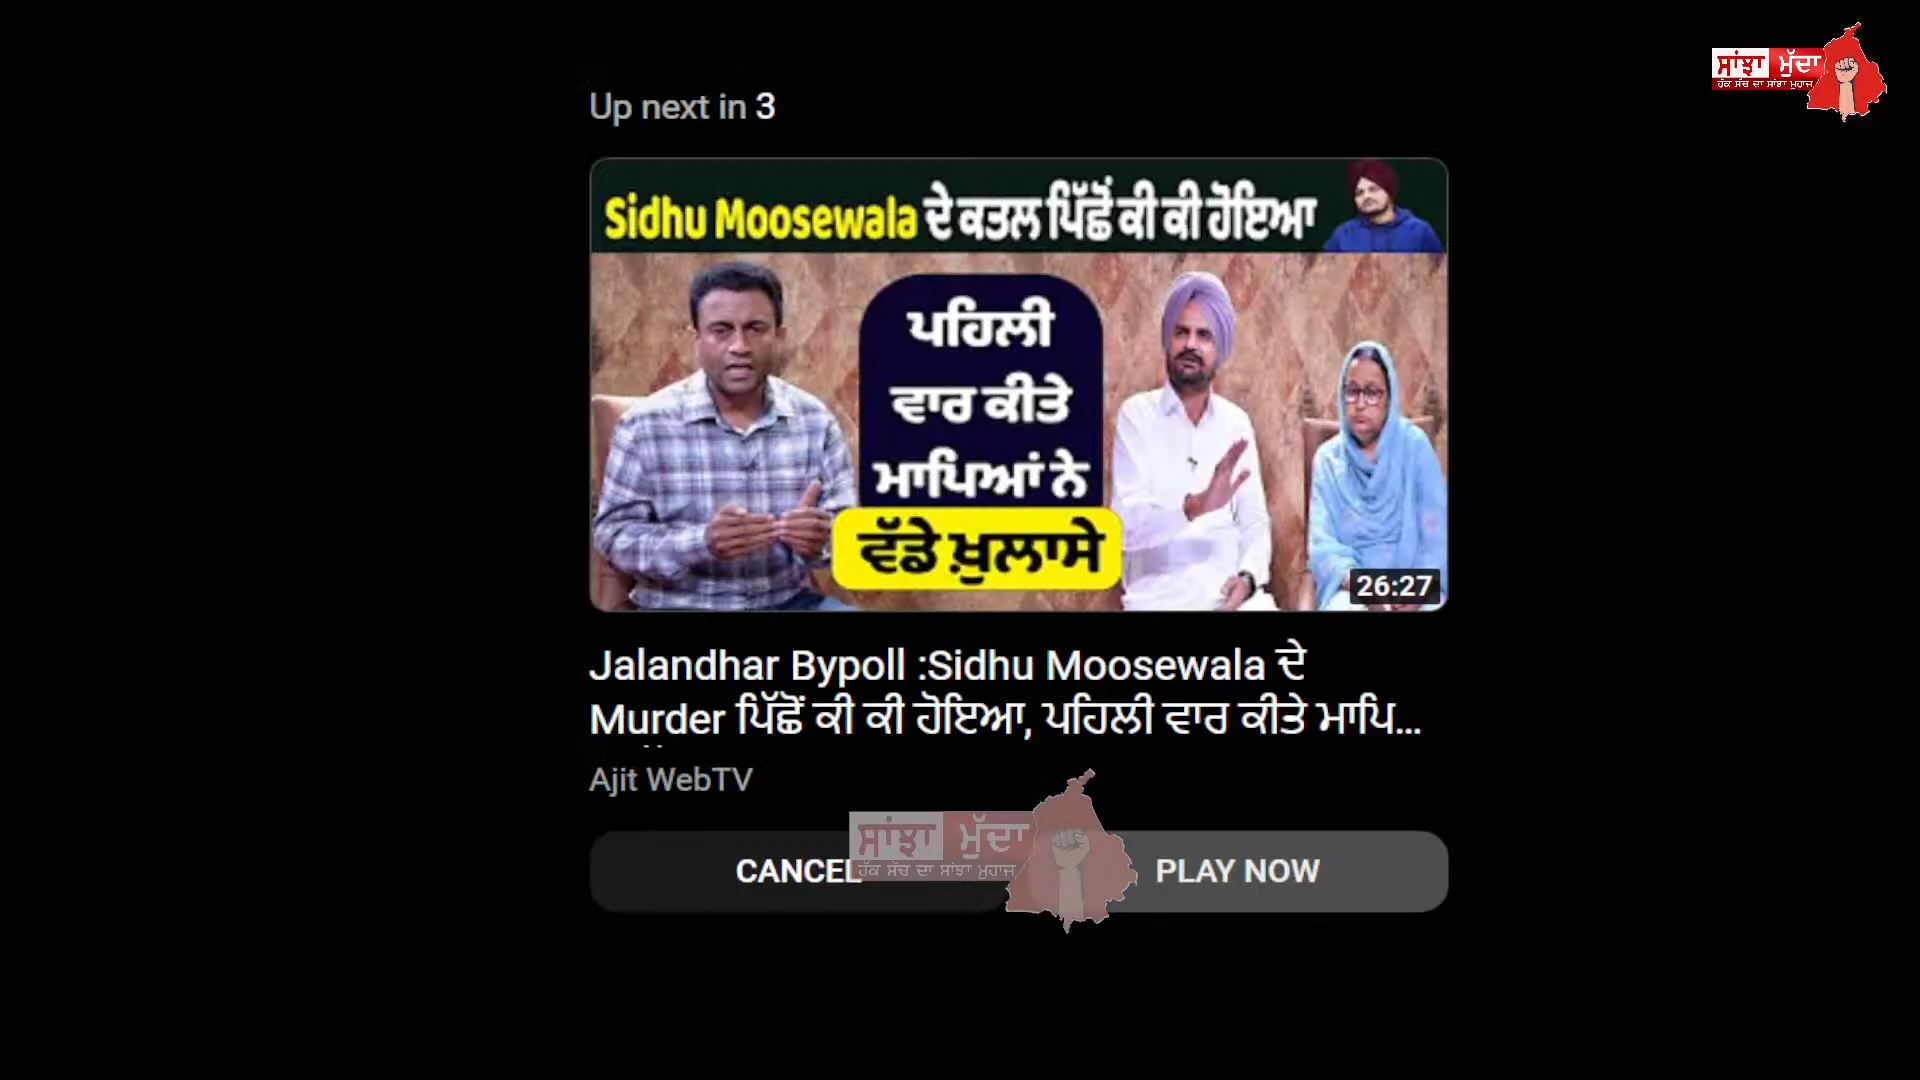 ਸਾਂਝਾ ਮੁੱਦਾ
ਹੱਕ ਸੱਚ ਦਾ ਸਾਂਝਾ ਮੁਹਾਜ
Up next in 3
Sidhu Moosewala ਦੇ ਕਤਲ ਪਿੱਛੋਂ ਕੀ ਕੀ ਹੋਇਆ
ਪਹਿਲੀ
ਵਾਰ ਕੀਤੇ
ਮਾਪਿਆਂ ਨੇ
ਵੱਡੇ ਖ਼ੁਲਾਸੇ
26:27
Jalandhar Bypoll :Sidhu Moosewala ਦੇ
Murder ਪਿੱਛੋਂ ਕੀ ਕੀ ਹੋਇਆ, ਪਹਿਲੀ ਵਾਰ ਕੀਤੇ ਮਾਪਿ...
Ajit WebTV
ਸਾਂਝਾ ਮੁੱਦਾ
ਹੱਕ ਸੱਚ ਦਾ ਸਾਂਝਾ ਮੁਹਾਜ
CANCEL PLAY NOW